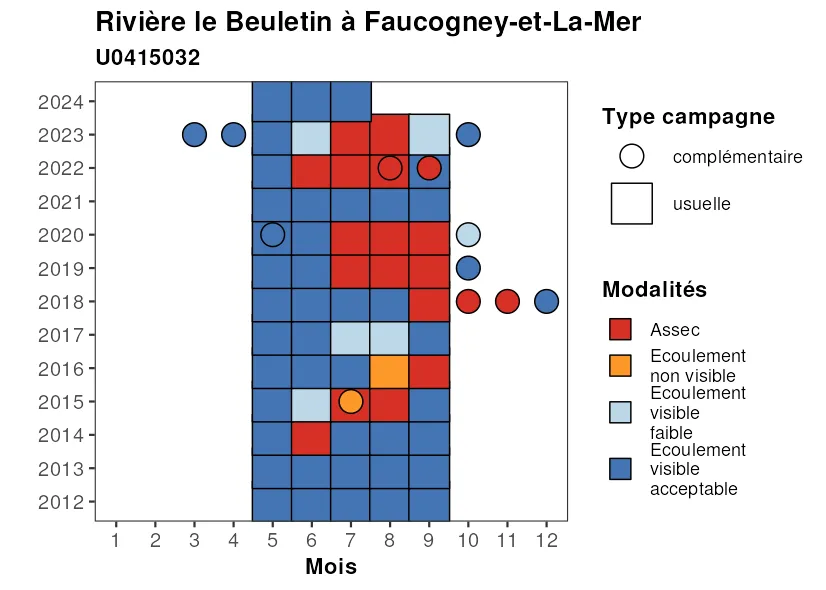 Rivière le Beuletin à Faucogney-et-La-Mer
U0415032
2024
2023
2022
2021
2020
2019
2018
2017
2016
2015
2014
2013
2012
1 2 3 4 5 6 7 8 9 10 11 12
Mois
Type campagne
complémentaire
usuelle
Modalités
Assec
Ecoulement
non visible
Ecoulement
visible
faible
Ecoulement
visible
acceptable